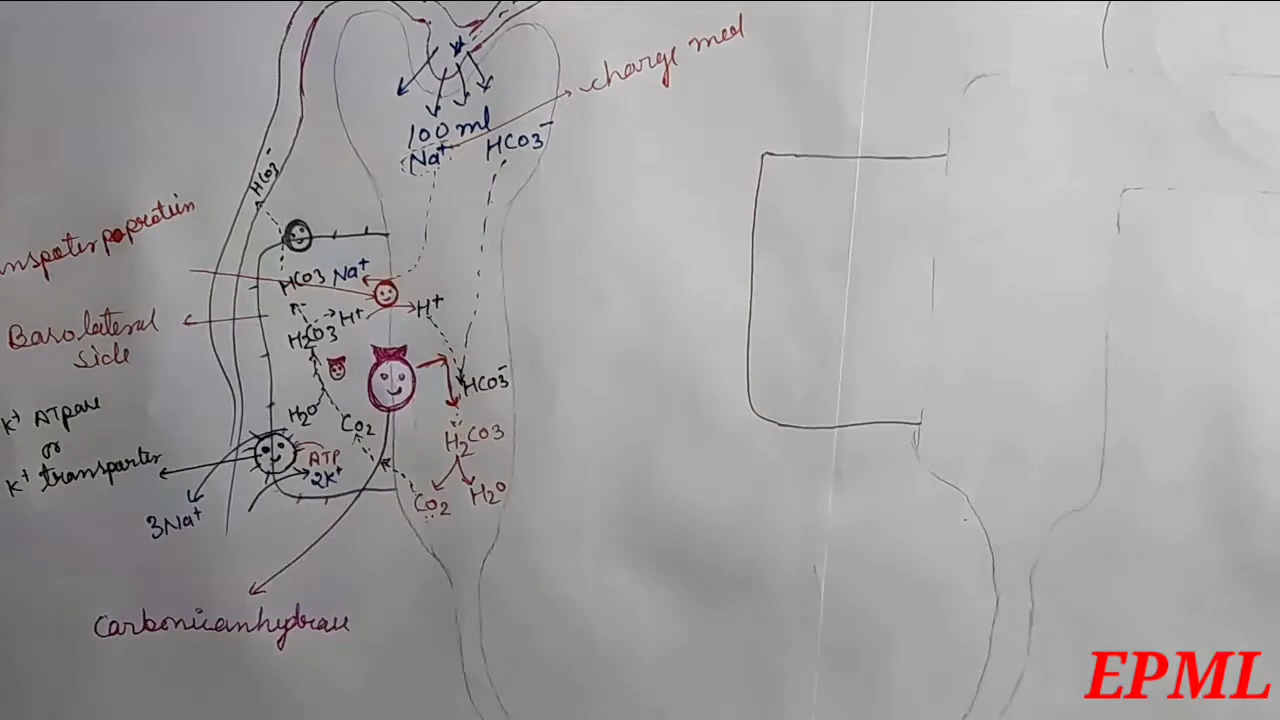 charge med
100 ml
Na⁺ HCO3⁻
HCO3⁻
nspoter protein
HCO3 Na⁺
H⁺ H⁺
Basolateral
side
H2CO3
HCO3⁻
K⁺ ATpase
or
K⁺ transporter
H2O
CO2
H2CO3
ATP
2K⁺
CO2 H2O
3Na⁺
Carbonicanhydrase
EPML